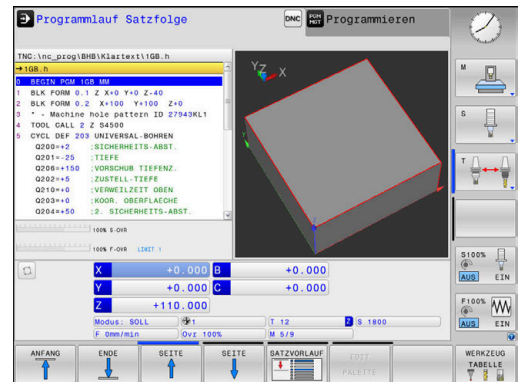 Programmlauf Satzfolge
DNC
PGM MGT
Programmieren
TNC:\nc_prog\BHB\Klartext\1GB.h
→1GB.h
0 BEGIN PGM 1GB MM
1 BLK FORM 0.1 Z X+0 Y+0 Z-40
2 BLK FORM 0.2 X+100 Y+100 Z+0
3 * - Machine hole pattern ID 27943KL1
4 TOOL CALL 2 Z S4500
5 CYCL DEF 203 UNIVERSAL-BOHREN
Q200=+2 ;SICHERHEITS-ABST.
Q201=-25 ;TIEFE
Q206=+150 ;VORSCHUB TIEFENZ.
Q202=+5 ;ZUSTELL-TIEFE
Q210=+0 ;VERWEILZEIT OBEN
Q203=+0 ;KOOR. OBERFLAECHE
Q204=+50 ;2. SICHERHEITS-ABST.
Y Z X
100% S-OVR
100% F-OVR LIMIT 1
X +0.000 B +0.000
Y +0.000 C +0.000
Z +110.000
Modus: SOLL 1 T 12 Z S 1800
F 0mm/min Ovr 100% M 5/9
M
S
T
S100%
AUS EIN
F100%
AUS EIN
ANFANG
ENDE
SEITE
SEITE
SATZVORLAUF
EDIT PALETTE
WERKZEUG TABELLE